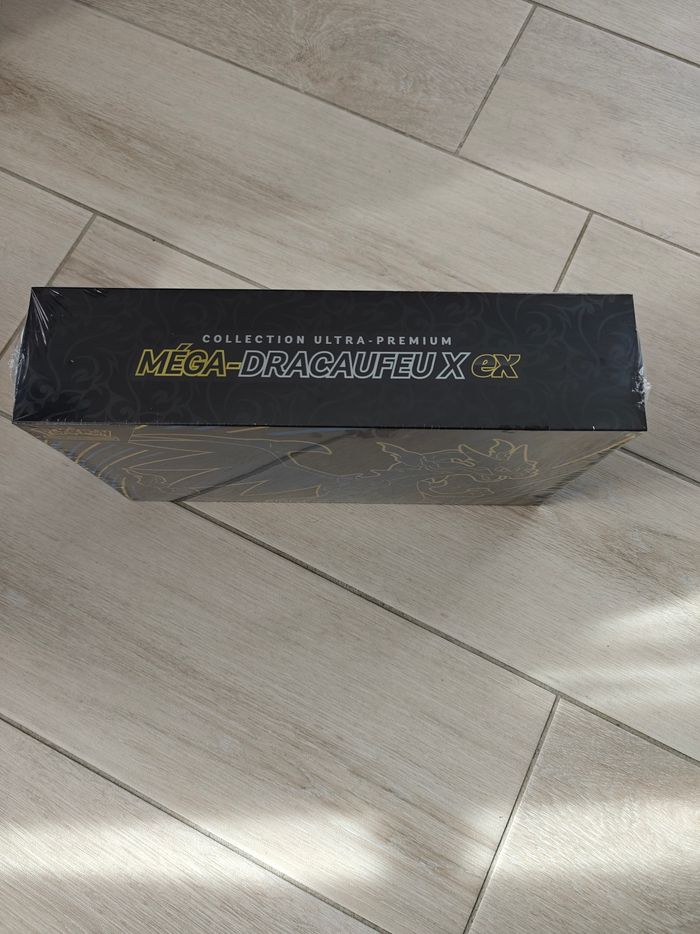 COLLECTION ULTRA-PREMIUM
MÉGA-DRACAUFEU X ex